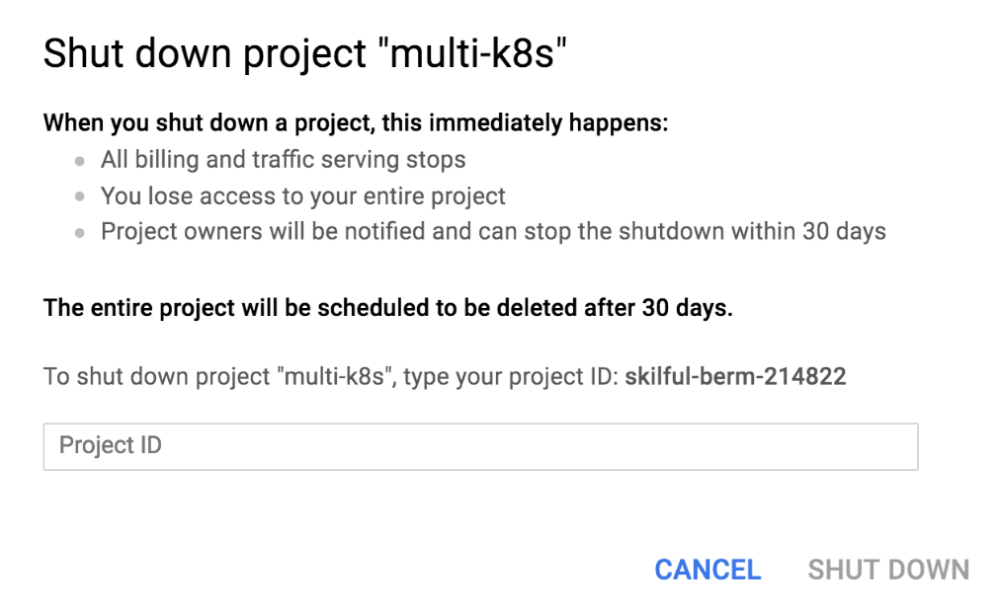 Shut down project "multi-k8s"
When you shut down a project, this immediately happens:
All billing and traffic serving stops
You lose access to your entire project
Project owners will be notified and can stop the shutdown within 30 days
The entire project will be scheduled to be deleted after 30 days.
To shut down project "multi-k8s", type your project ID: skilful-berm-214822
Project ID
CANCEL SHUT DOWN